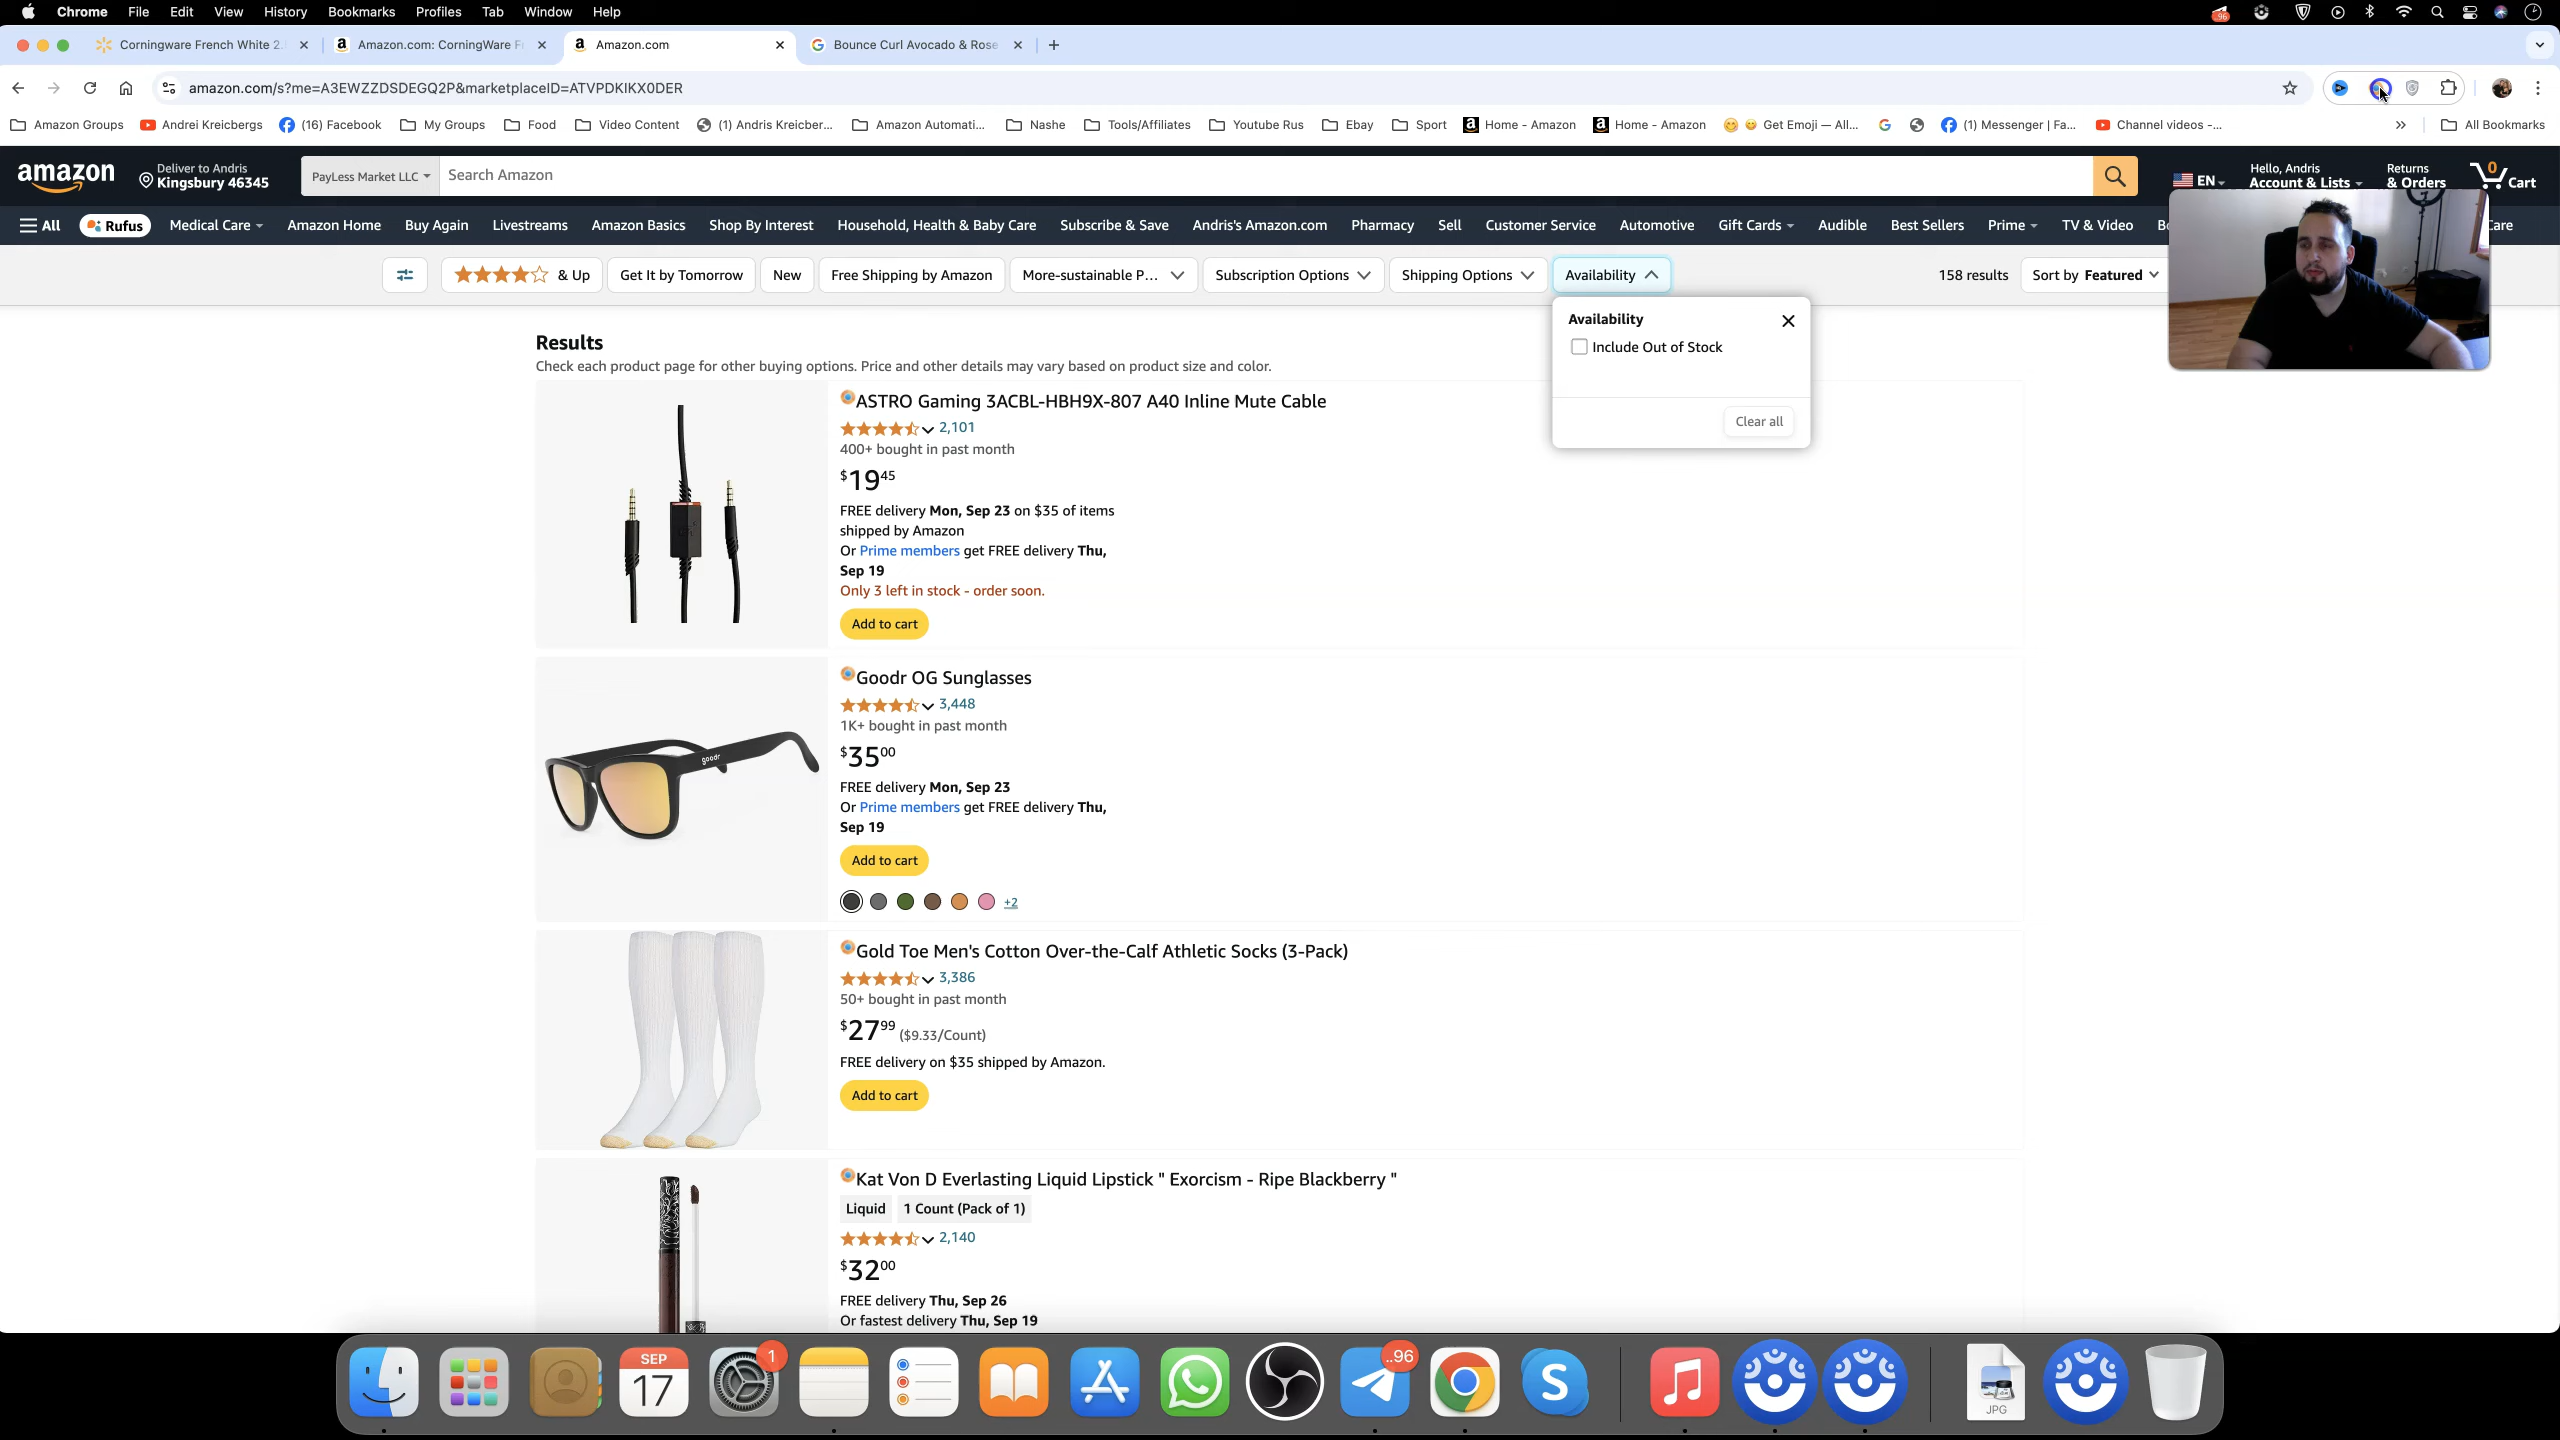 Chrome File Edit View History Bookmarks Profiles Tab Window Help
..96
Corningware French White 2. Amazon.com: CorningWare F Amazon.com Bounce Curl Avocado & Rose
amazon.com/s?me=A3EWZZDSDEGQ2P&marketplaceID=ATVPDKIKX0DER
Amazon Groups Andrei Kreicbergs (16) Facebook My Groups Food Video Content (1) Andris Kreicber... Amazon Automati... Nashe Tools/Affiliates Youtube Rus Ebay Sport Home - Amazon Home - Amazon Get Emoji — All... (1) Messenger | Fa... Channel videos -... » All Bookmarks
amazon
Deliver to Andris
Kingsbury 46345
PayLess Market LLC
Search Amazon
EN
Hello, Andris
Account & Lists
Returns
& Orders
0
Cart
All Rufus Medical Care Amazon Home Buy Again Livestreams Amazon Basics Shop By Interest Household, Health & Baby Care Subscribe & Save Andris's Amazon.com Pharmacy Sell Customer Service Automotive Gift Cards Audible Best Sellers Prime TV & Video
& Up Get It by Tomorrow New Free Shipping by Amazon More-sustainable P... Subscription Options Shipping Options Availability 158 results Sort by Featured
Availability
Include Out of Stock
Clear all
Results
Check each product page for other buying options. Price and other details may vary based on product size and color.
ASTRO Gaming 3ACBL-HBH9X-807 A40 Inline Mute Cable
2,101
400+ bought in past month
$19 45
FREE delivery Mon, Sep 23 on $35 of items
shipped by Amazon
Or Prime members get FREE delivery Thu,
Sep 19
Only 3 left in stock - order soon.
Add to cart
goodr
Goodr OG Sunglasses
3,448
1K+ bought in past month
$35 00
FREE delivery Mon, Sep 23
Or Prime members get FREE delivery Thu,
Sep 19
Add to cart
+2
Gold Toe Men's Cotton Over-the-Calf Athletic Socks (3-Pack)
3,386
50+ bought in past month
$27 99 ($9.33/Count)
FREE delivery on $35 shipped by Amazon.
Add to cart
Kat Von D Everlasting Liquid Lipstick " Exorcism - Ripe Blackberry "
Liquid 1 Count (Pack of 1)
2,140
$32 00
FREE delivery Thu, Sep 26
Or fastest delivery Thu, Sep 19
SEP
17
1
..96
S
JPG